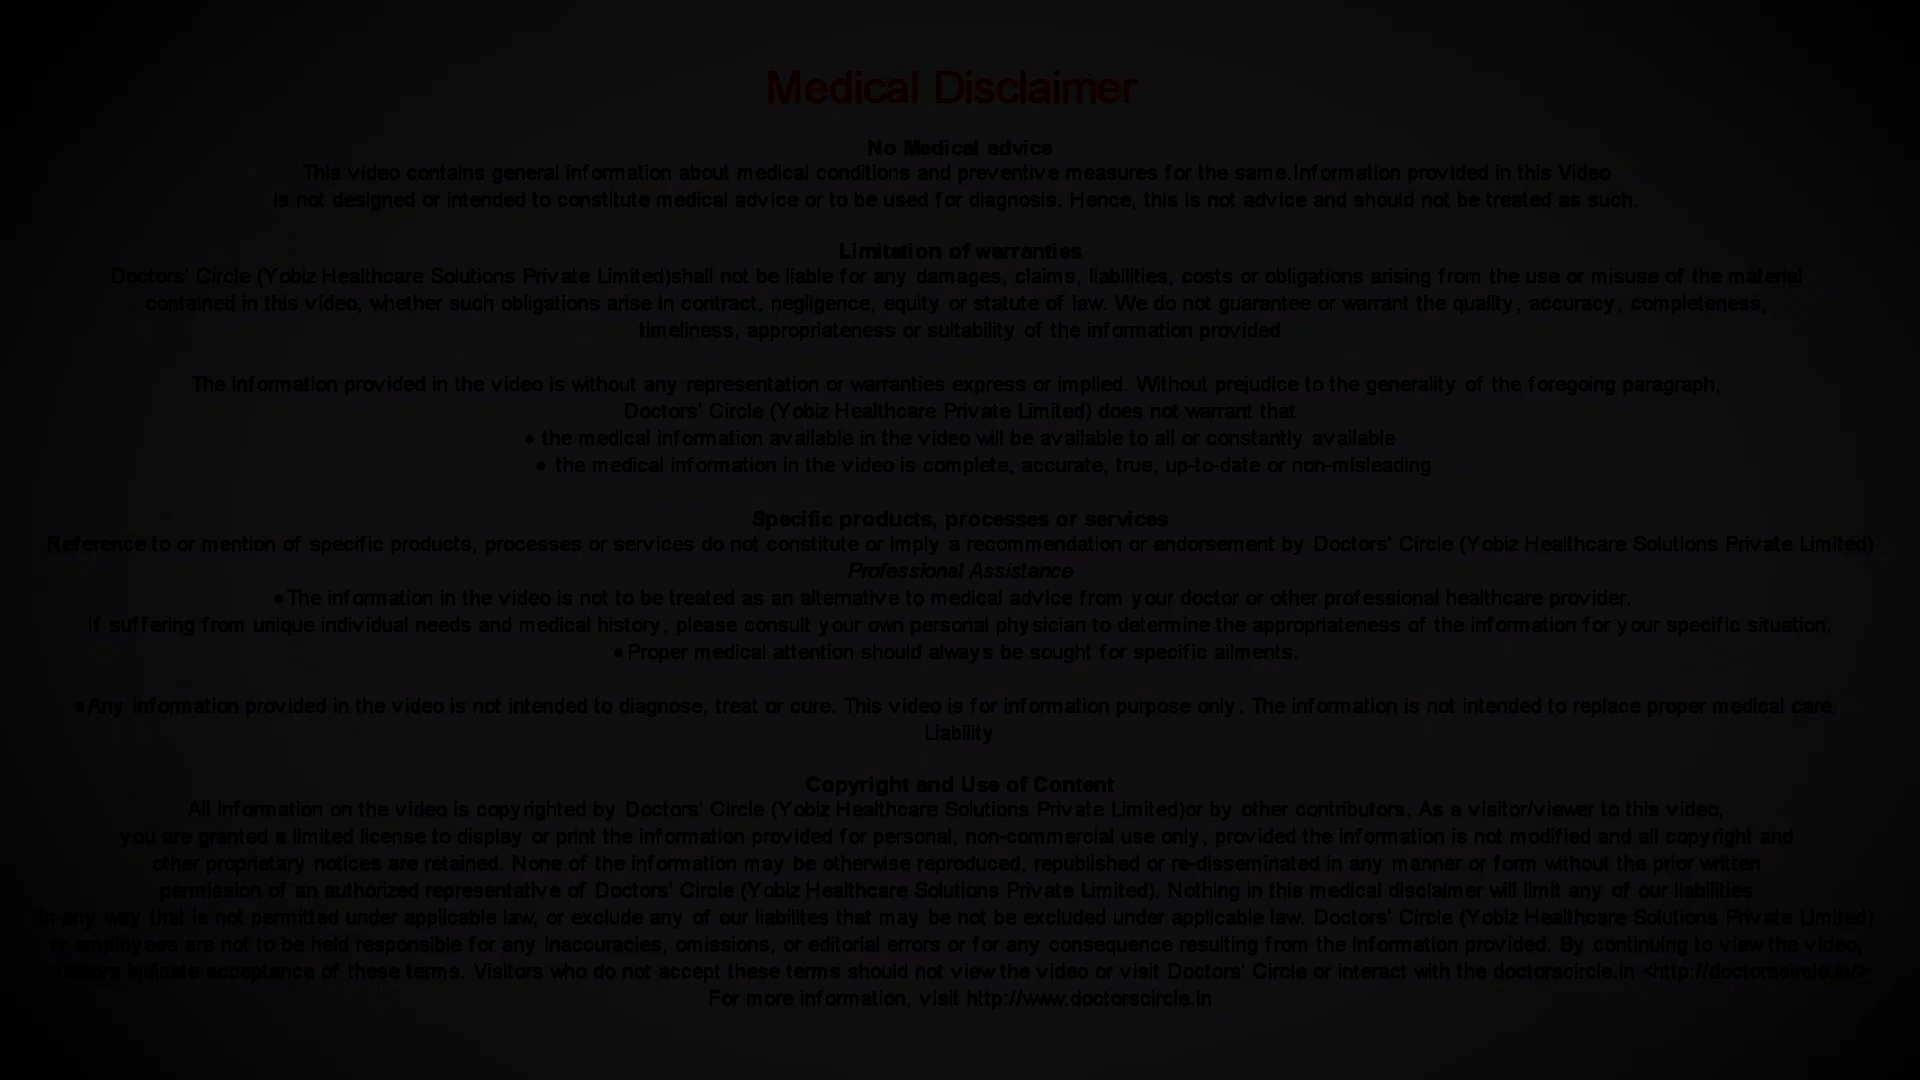 Medical Disclaimer
No Medical advice
This video contains general information about medical conditions and preventive measures for the same.Information provided in this Video
is not designed or intended to constitute medical advice or to be used for diagnosis. Hence, this is not advice and should not be treated as such.
Limitation of warranties
Doctors' Circle (Yobiz Healthcare Solutions Private Limited)shall not be liable for any damages, claims, liabilities, costs or obligations arising from the use or misuse of the material
contained in this video, whether such obligations arise in contract, negligence, equity or statute of law. We do not guarantee or warrant the quality, accuracy, completeness,
timeliness, appropriateness or suitability of the information provided
The information provided in the video is without any representation or warranties express or implied. Without prejudice to the generality of the foregoing paragraph,
Doctors' Circle (Yobiz Healthcare Private Limited) does not warrant that
● the medical information available in the video will be available to all or constantly available
● the medical information in the video is complete, accurate, true, up-to-date or non-misleading
Specific products, processes or services
Reference to or mention of specific products, processes or services do not constitute or imply a recommendation or endorsement by Doctors' Circle (Yobiz Healthcare Solutions Private Limited)
Professional Assistance
●The information in the video is not to be treated as an alternative to medical advice from your doctor or other professional healthcare provider.
If suffering from unique individual needs and medical history, please consult your own personal physician to determine the appropriateness of the information for your specific situation.
●Proper medical attention should always be sought for specific ailments.
●Any information provided in the video is not intended to diagnose, treat or cure. This video is for information purpose only. The information is not intended to replace proper medical care.
Liability
Copyright and Use of Content
All information on the video is copyrighted by Doctors' Circle (Yobiz Healthcare Solutions Private Limited)or by other contributors. As a visitor/viewer to this video,
you are granted a limited license to display or print the information provided for personal, non-commercial use only, provided the information is not modified and all copyright and
other proprietary notices are retained. None of the information may be otherwise reproduced, republished or re-disseminated in any manner or form without the prior written
permission of an authorized representative of Doctors' Circle (Yobiz Healthcare Solutions Private Limited). Nothing in this medical disclaimer will limit any of our liabilities
in any way that is not permitted under applicable law, or exclude any of our liabilites that may be not be excluded under applicable law. Doctors' Circle (Yobiz Healthcare Solutions Private Limited)
or employees are not to be held responsible for any inaccuracies, omissions, or editorial errors or for any consequence resulting from the information provided. By continuing to view the video,
visitors indicate acceptance of these terms. Visitors who do not accept these terms should not view the video or visit Doctors' Circle or interact with the doctorscircle.in <http://doctorscircle.in/>
For more information, visit http://www.doctorscircle.in